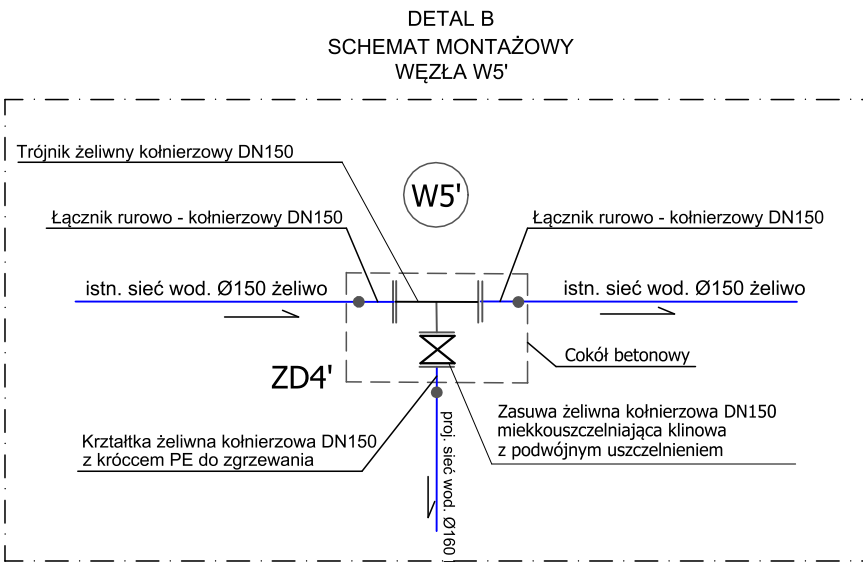 DETAL B
SCHEMAT MONTAŻOWY
WĘZŁA W5'
Trójnik żeliwny kołnierzowy DN150
W5'
Łącznik rurowo - kołnierzowy DN150
Łącznik rurowo - kołnierzowy DN150
istn. sieć wod. Ø150 żeliwo
istn. sieć wod. Ø150 żeliwo
Cokół betonowy
ZD4'
Krztałtka żeliwna kołnierzowa DN150
z króccem PE do zgrzewania
Zasuwa żeliwna kołnierzowa DN150
miekkouszczelniająca klinowa
z podwójnym uszczelnieniem
proj. sieć wod. Ø160